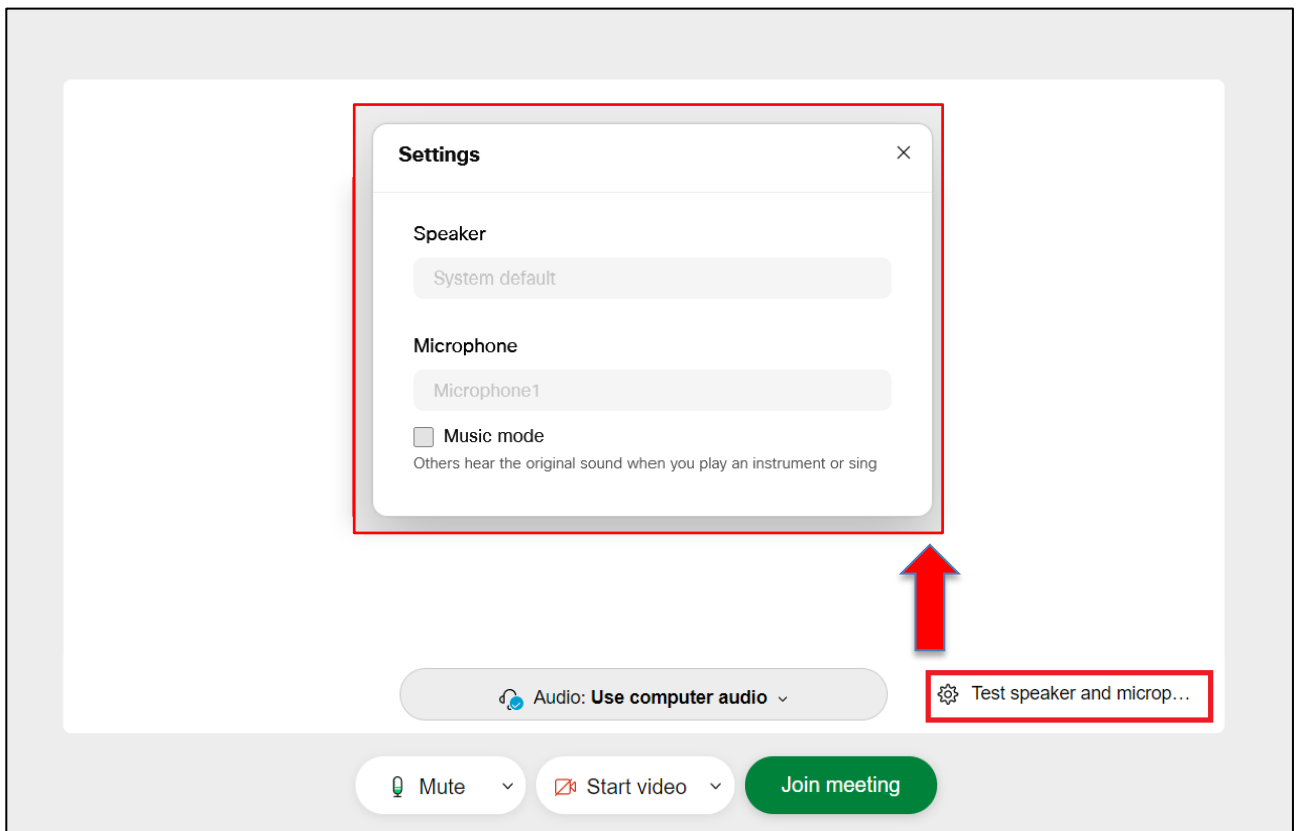 Settings
Speaker
System default
Microphone
Microphone1
Music mode
Others hear the original sound when you play an instrument or sing
Audio: Use computer audio
Test speaker and microp…
Mute
Start video
Join meeting